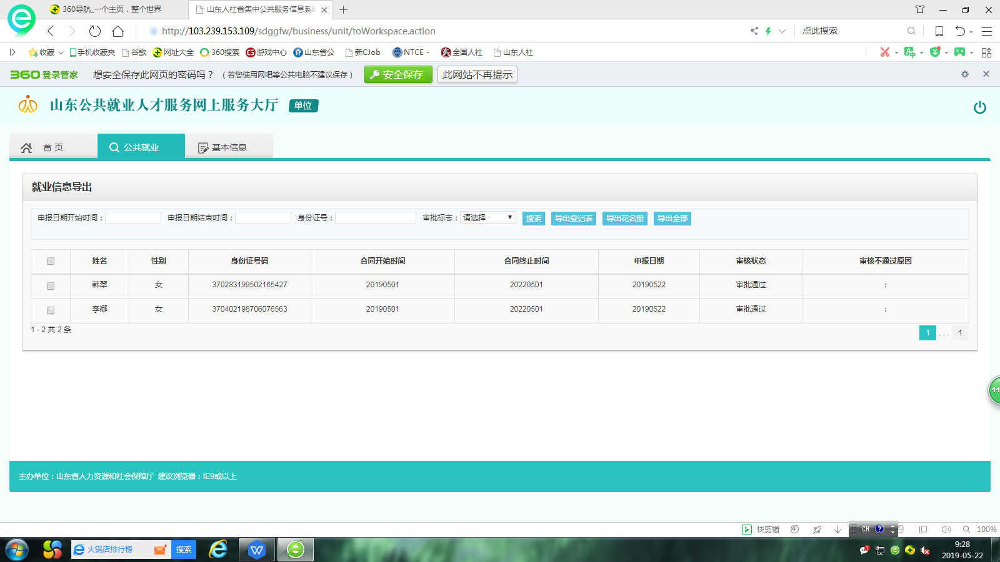 360导航_一个主页，整个世界
山东人社省集中公共服务信息系统
http://103.239.153.109/sdggfw/business/unit/toWorkspace.action
点此搜索
收藏 手机收藏夹 谷歌 网址大全 360搜索 游戏中心 山东省公 新CJob NTCE - 全国人社 山东人社
360登录管家 想安全保存此网页的密码吗？ （若您使用网吧等公共电脑不建议保存） 安全保存 此网站不再提示
山东公共就业人才服务网上服务大厅 单位
首 页 公共就业 基本信息
就业信息导出
申报日期开始时间： 申报日期结束时间： 身份证号： 审批标志： 请选择 搜索 导出登记表 导出花名册 导出全部
姓名 性别 身份证号码 合同开始时间 合同终止时间 申报日期 审核状态 审核不通过原因
韩翠 女 370283199502165427 20190501 20220501 20190522 审批通过 ：
李娜 女 370402198706076563 20190501 20220501 20190522 审批通过 ：
1 - 2 共 2 条
1 . . . 1
44
主办单位：山东省人力资源和社会保障厅 建议浏览器：IE9或以上
快剪辑 CH 100%
火锅店排行榜 搜索
9:28
2019-05-22